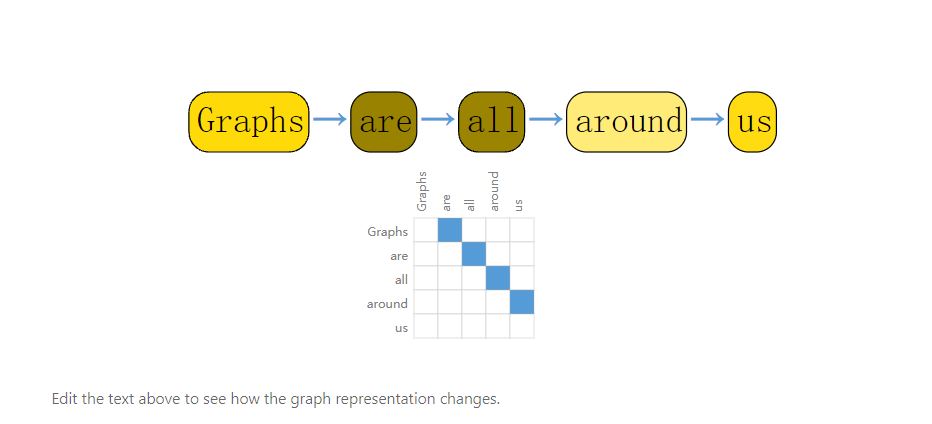 Graphs are all around us
Graphs are all around us
Graphs
are
all
around
us
Edit the text above to see how the graph representation changes.